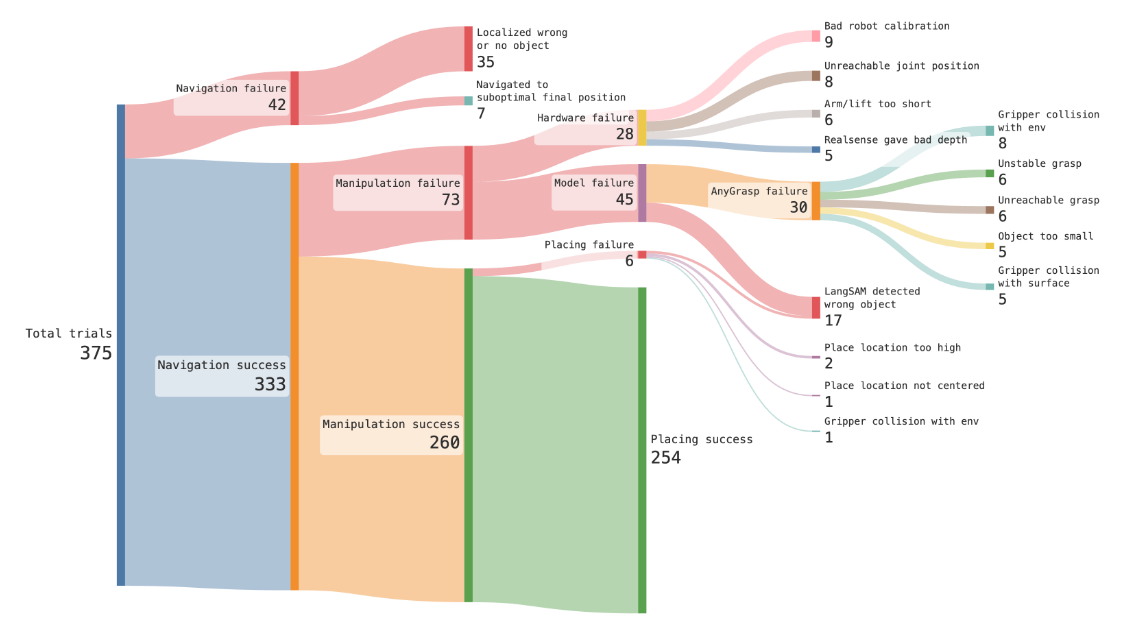 Total trials
375
Navigation failure
42
Navigation success
333
Localized wrong
or no object
35
Navigated to
suboptimal final position
7
Manipulation failure
73
Manipulation success
260
Hardware failure
28
Model failure
45
Placing failure
6
Placing success
254
Bad robot calibration
9
Unreachable joint position
8
Arm/lift too short
6
Realsense gave bad depth
5
AnyGrasp failure
30
LangSAM detected
wrong object
17
Place location too high
2
Place location not centered
1
Gripper collision with env
1
Gripper collision
with env
8
Unstable grasp
6
Unreachable grasp
6
Object too small
5
Gripper collision
with surface
5